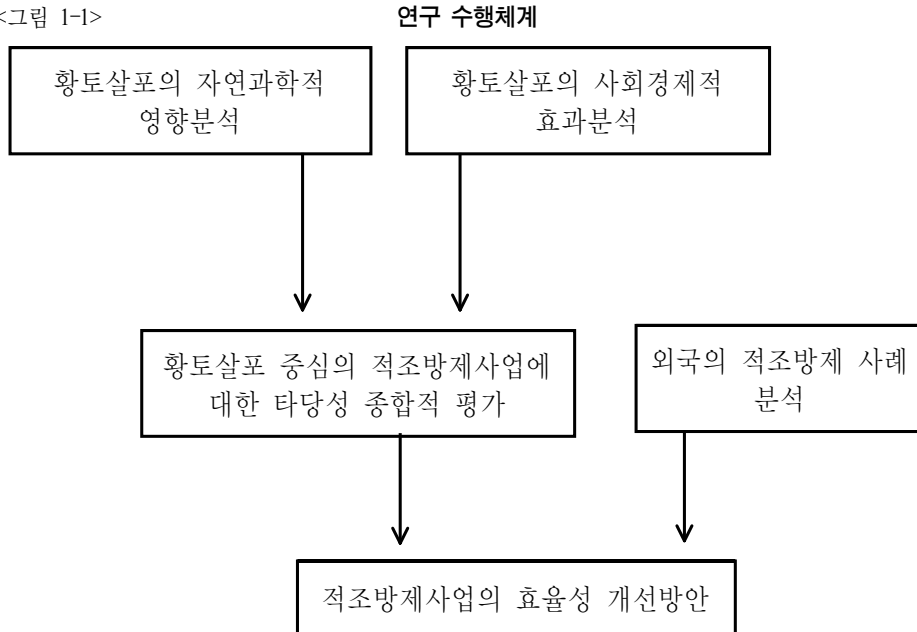 <그림 1-1>
연구 수행체계
황토살포의 자연과학적
영향분석
황토살포의 사회경제적
효과분석
황토살포 중심의 적조방제사업에
대한 타당성 종합적 평가
외국의 적조방제 사례
분석
적조방제사업의 효율성 개선방안